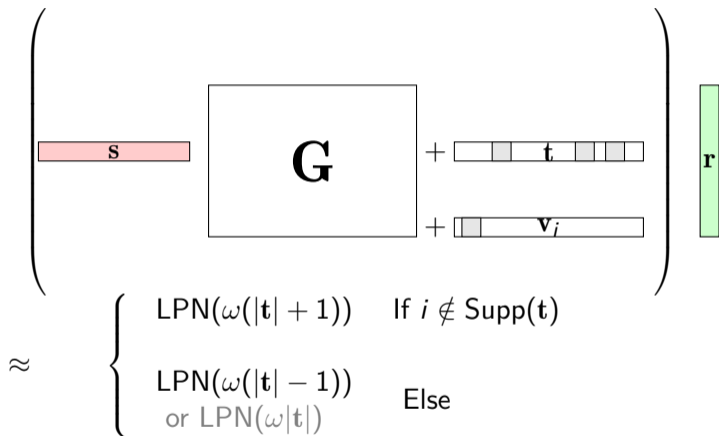 s G + t r
+ v_i
LPN(ω(|t| + 1)) If i ∉ Supp(t)
≈
LPN(ω(|t| − 1))
or LPN(ω|t|) Else